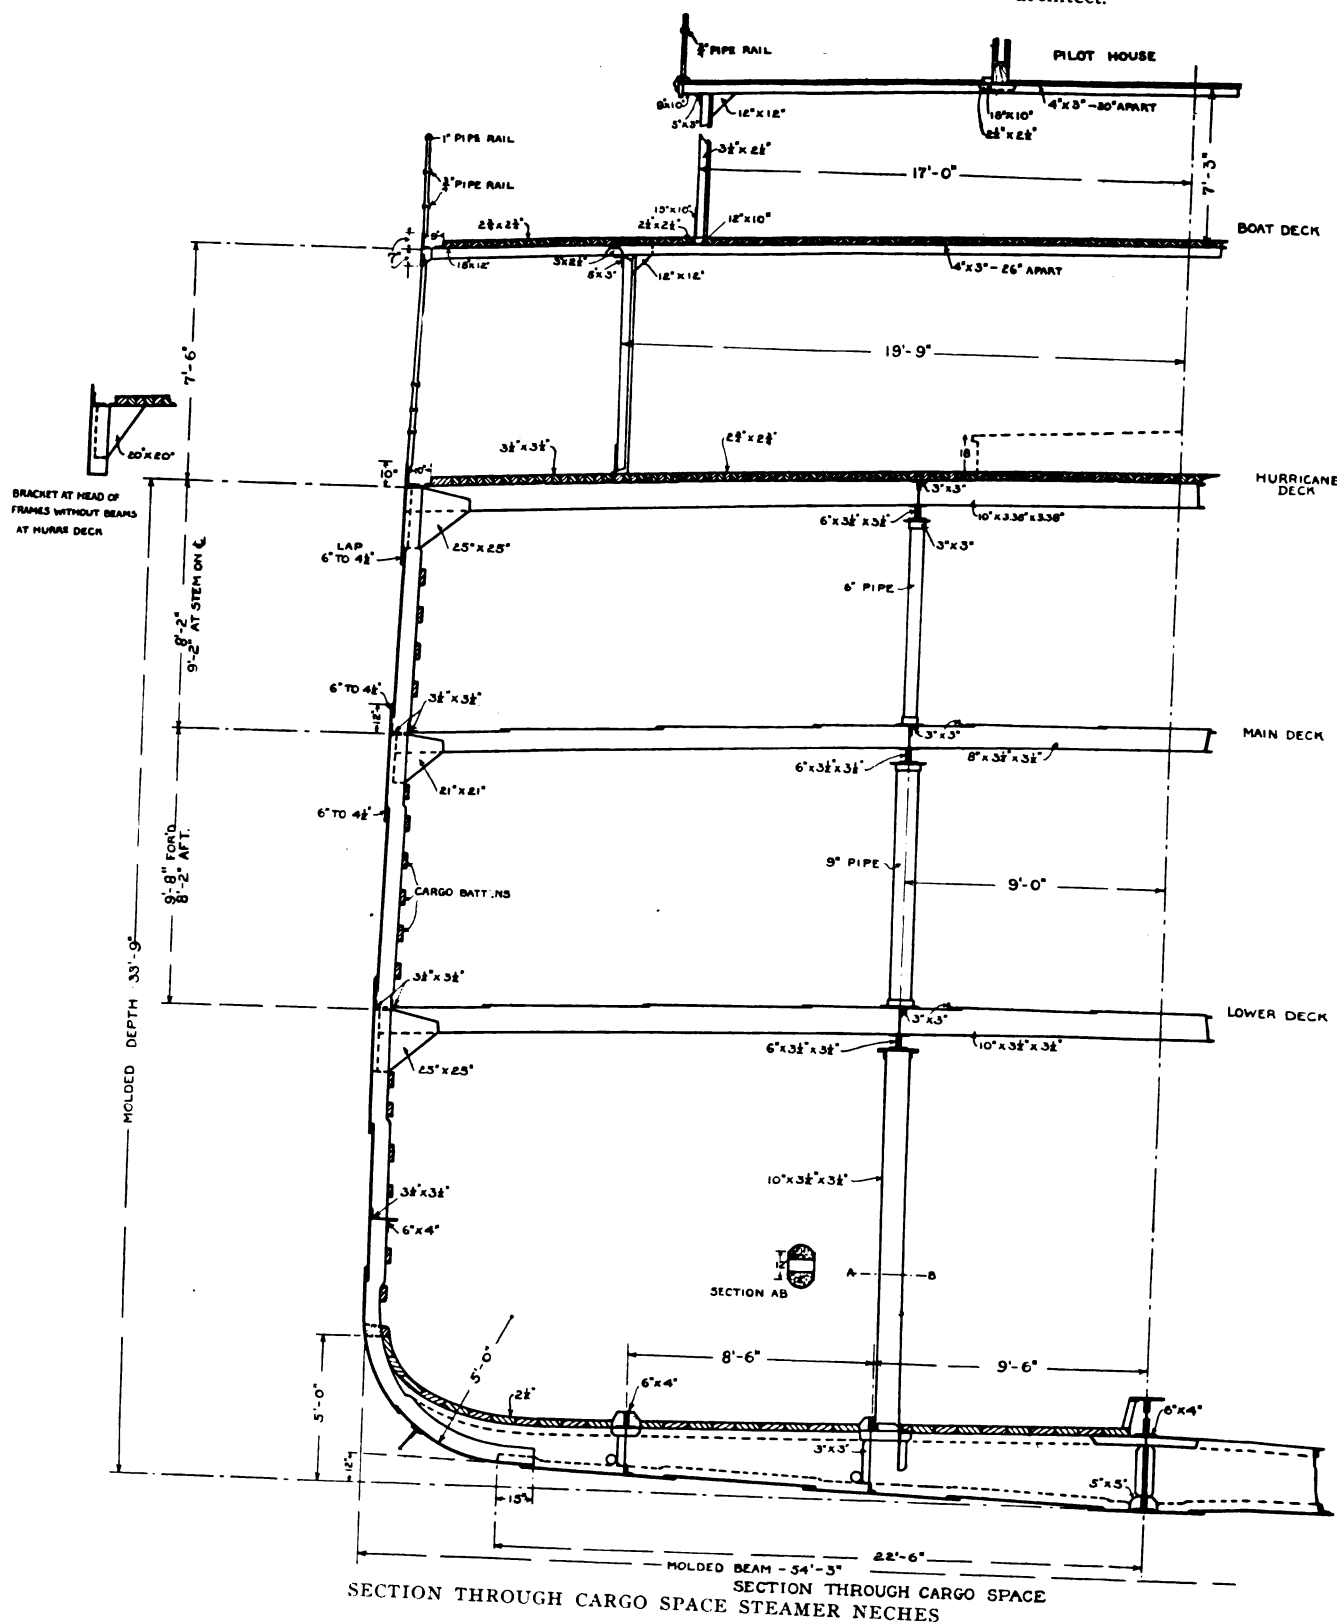 architect.
¾" PIPE RAIL
PILOT HOUSE
8"x10"
5"x3"
12"x12"
18"x10"
2½"x2½"
4"x3"-30" APART
1" PIPE RAIL
¾" PIPE RAIL
3½"x2½"
17'-0"
7'-3"
15"x10"
2½"x2½"
12"x10"
BOAT DECK
18"x12"
3"x2½"
12"x12"
4"x3"-26" APART
7'-6"
19'-9"
20"x20"
BRACKET AT HEAD OF
FRAMES WITHOUT BEAMS
AT HURRE DECK
10"
10"
3½"x3½"
18
HURRICANE
DECK
3"x3"
6"x3½"x3½"
10"x3.38"x3.38"
25"x25"
3"x3"
LAP
6" TO 4½"
6" PIPE
8'-2"
9'-2" AT STEM ON ℄
6" TO 4½"
12"
3½"x3½"
3"x3"
MAIN DECK
6"x3½"x3½"
8"x3½"x3½"
21"x21"
6" TO 4½"
9'-8" FOR'D
8'-2" AFT.
9" PIPE
CARGO BATT.NS
9'-0"
MOLDED DEPTH 33'-9"
3½"x3½"
3"x3"
LOWER DECK
6"x3½"x3½"
10"x3½"x3½"
25"x25"
10"x3½"x3½"
3½"x3½"
6"x4"
12"
A B
SECTION AB
5'-0"
8'-6"
9'-6"
5'-0"
2½"
6"x4"
6"x4"
3"x3"
12"
15"
5"x5"
22'-6"
MOLDED BEAM - 54'-3"
SECTION THROUGH CARGO SPACE
SECTION THROUGH CARGO SPACE STEAMER NECHES